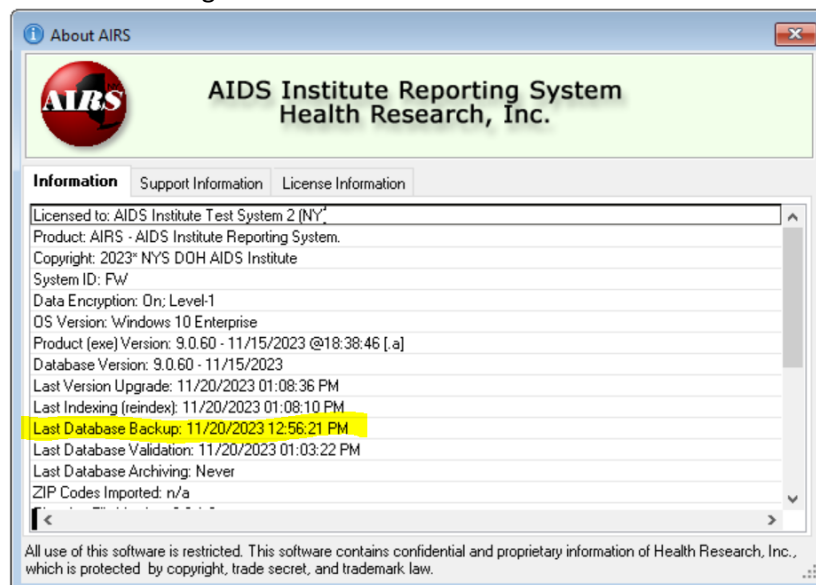 About AIRS
AIRS
AIDS Institute Reporting System
Health Research, Inc.
Information Support Information License Information
Licensed to: AIDS Institute Test System 2 (NY
Product: AIRS - AIDS Institute Reporting System.
Copyright: 2023* NYS DOH AIDS Institute
System ID: FW
Data Encryption: On; Level-1
OS Version: Windows 10 Enterprise
Product (exe) Version: 9.0.60 - 11/15/2023 @18:38:46 [.a]
Database Version: 9.0.60 - 11/15/2023
Last Version Upgrade: 11/20/2023 01:08:36 PM
Last Indexing (reindex): 11/20/2023 01:08:10 PM
Last Database Backup: 11/20/2023 12:56:21 PM
Last Database Validation: 11/20/2023 01:03:22 PM
Last Database Archiving: Never
ZIP Codes Imported: n/a
All use of this software is restricted. This software contains confidential and proprietary information of Health Research, Inc.,
which is protected by copyright, trade secret, and trademark law.